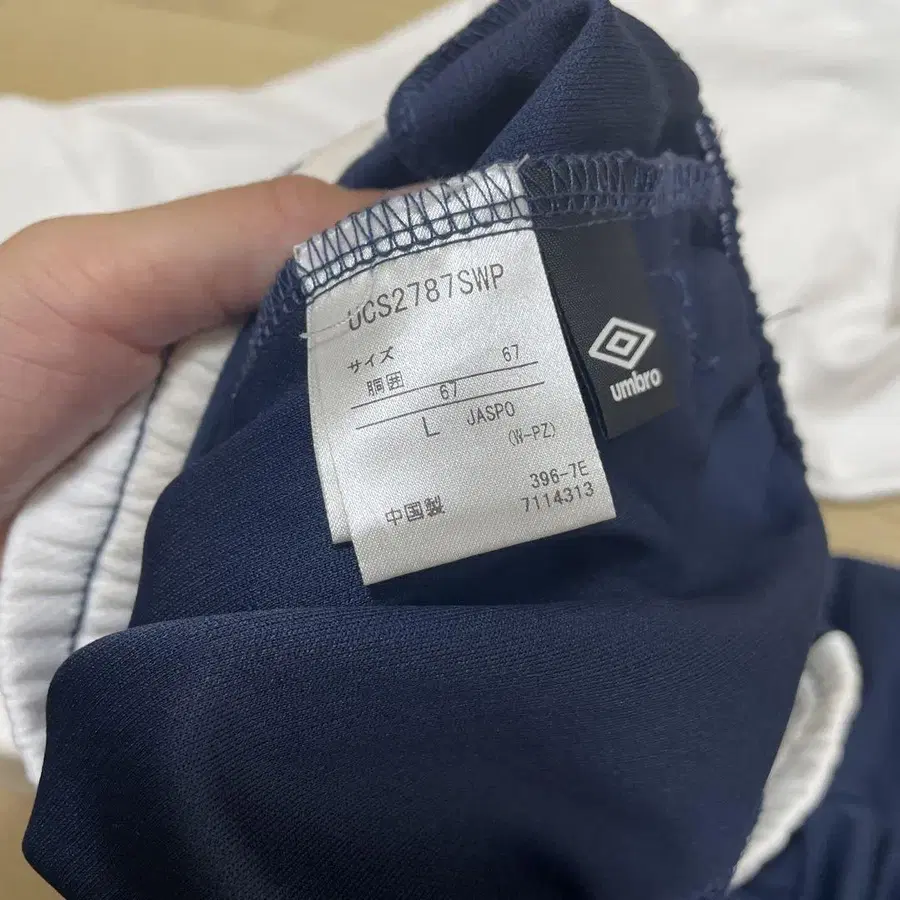 UCS2787SWP
サイズ 67
胴囲 67
L JASPO
(W-PZ)
396-7E
中国製 7114313
umbro